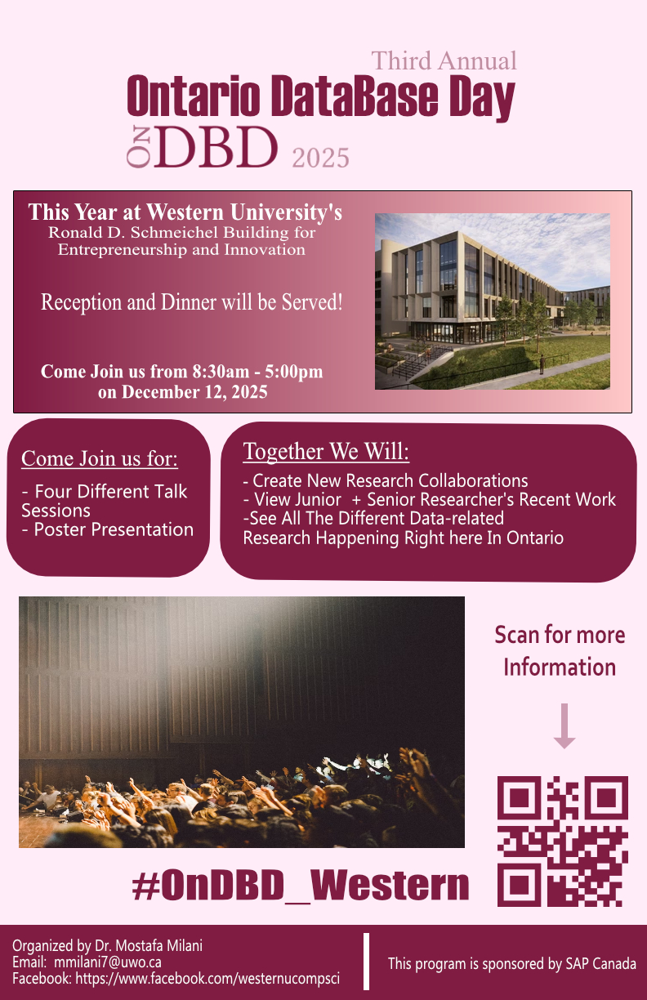 Third Annual
Ontario DataBase Day
ON DBD 2025
This Year at Western University's
Ronald D. Schmeichel Building for
Entrepreneurship and Innovation
Reception and Dinner will be Served!
Come Join us from 8:30am - 5:00pm
on December 12, 2025
Come Join us for:
- Four Different Talk
Sessions
- Poster Presentation
Together We Will:
- Create New Research Collaborations
- View Junior + Senior Researcher's Recent Work
-See All The Different Data-related
Research Happening Right here In Ontario
Scan for more
Information
#OnDBD_Western
Organized by Dr. Mostafa Milani
Email: mmilani7@uwo.ca
Facebook: https://www.facebook.com/westernucompsci
This program is sponsored by SAP Canada